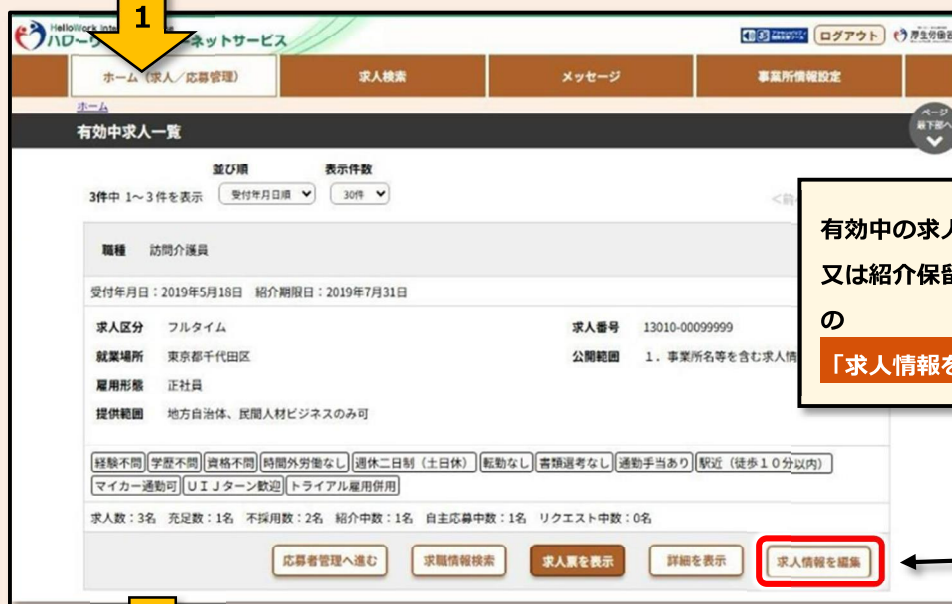 1
ログアウト
ホーム（求人／応募管理） 求人検索 メッセージ 事業所情報設定
ホーム
有効中求人一覧
ページ
最下部へ
並び順 表示件数
3件中 1～3 件を表示 受付年月日順 30件
＜前
有効中の求人
又は紹介保留
の
「求人情報を
職種 訪問介護員
受付年月日：2019年5月18日 紹介期限日：2019年7月31日
求人区分 フルタイム 求人番号 13010-00099999
就業場所 東京都千代田区 公開範囲 １．事業所名等を含む求人情
雇用形態 正社員
提供範囲 地方自治体、民間人材ビジネスのみ可
経験不問 学歴不問 資格不問 時間外労働なし 週休二日制（土日休） 転勤なし 書類選考なし 通勤手当あり 駅近（徒歩１０分以内）
マイカー通勤可 ＵＩＪターン歓迎 トライアル雇用併用
求人数：3名 充足数：1名 不採用数：2名 紹介中数：1名 自主応募中数：1名 リクエスト中数：0名
応募者管理へ進む 求職情報検索 求人票を表示 詳細を表示 求人情報を編集